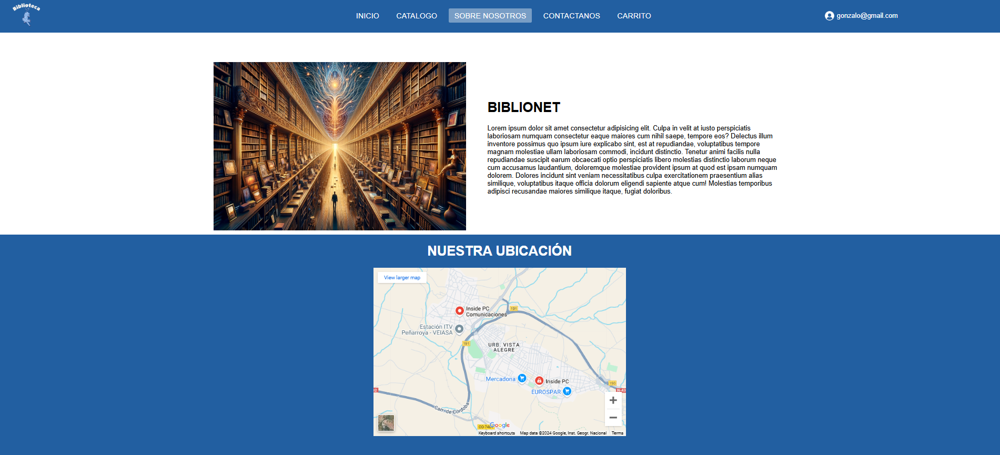 Biblioteca
INICIO
CATALOGO
SOBRE NOSOTROS
CONTACTANOS
CARRITO
gonzalo@gmail.com
BIBLIONET
Lorem ipsum dolor sit amet consectetur adipisicing elit. Culpa in velit at iusto perspiciatis
laboriosam numquam consectetur eaque maiores cum nihil saepe, tempore eos? Delectus illum
inventore possimus quo ipsum iure explicabo sint, est at repudiandae, voluptatibus tempore
magnam molestiae ullam laboriosam commodi, incidunt distinctio. Tenetur animi facilis nulla
repudiandae suscipit earum obcaecati optio perspiciatis libero molestias distinctio laborum neque
cum accusamus laudantium, doloremque molestiae provident ipsum at quod est ipsam numquam
dolorem. Dolores incidunt sint veniam necessitatibus culpa exercitationem praesentium alias
similique, voluptatibus itaque officia dolorum eligendi sapiente atque cum! Molestias temporibus
adipisci recusandae maiores similique itaque, fugiat doloribus.
NUESTRA UBICACIÓN
View larger map
191
Inside PC
Comunicaciones
Estación ITV
Peñarroya - VEIASA
191
URB. VISTA
ALEGRE
Mercadona
Inside PC
193
EUROSPAR
Carr. de Córdoba
Google
Keyboard shortcuts
Map data ©2024 Google, Inst. Geogr. Nacional
Terms